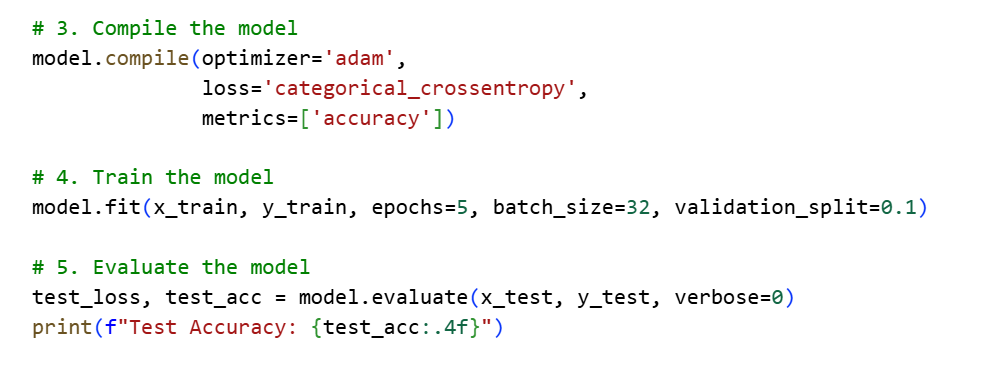 # 3. Compile the model
model.compile(optimizer='adam',
              loss='categorical_crossentropy',
              metrics=['accuracy'])

# 4. Train the model
model.fit(x_train, y_train, epochs=5, batch_size=32, validation_split=0.1)

# 5. Evaluate the model
test_loss, test_acc = model.evaluate(x_test, y_test, verbose=0)
print(f"Test Accuracy: {test_acc:.4f}")